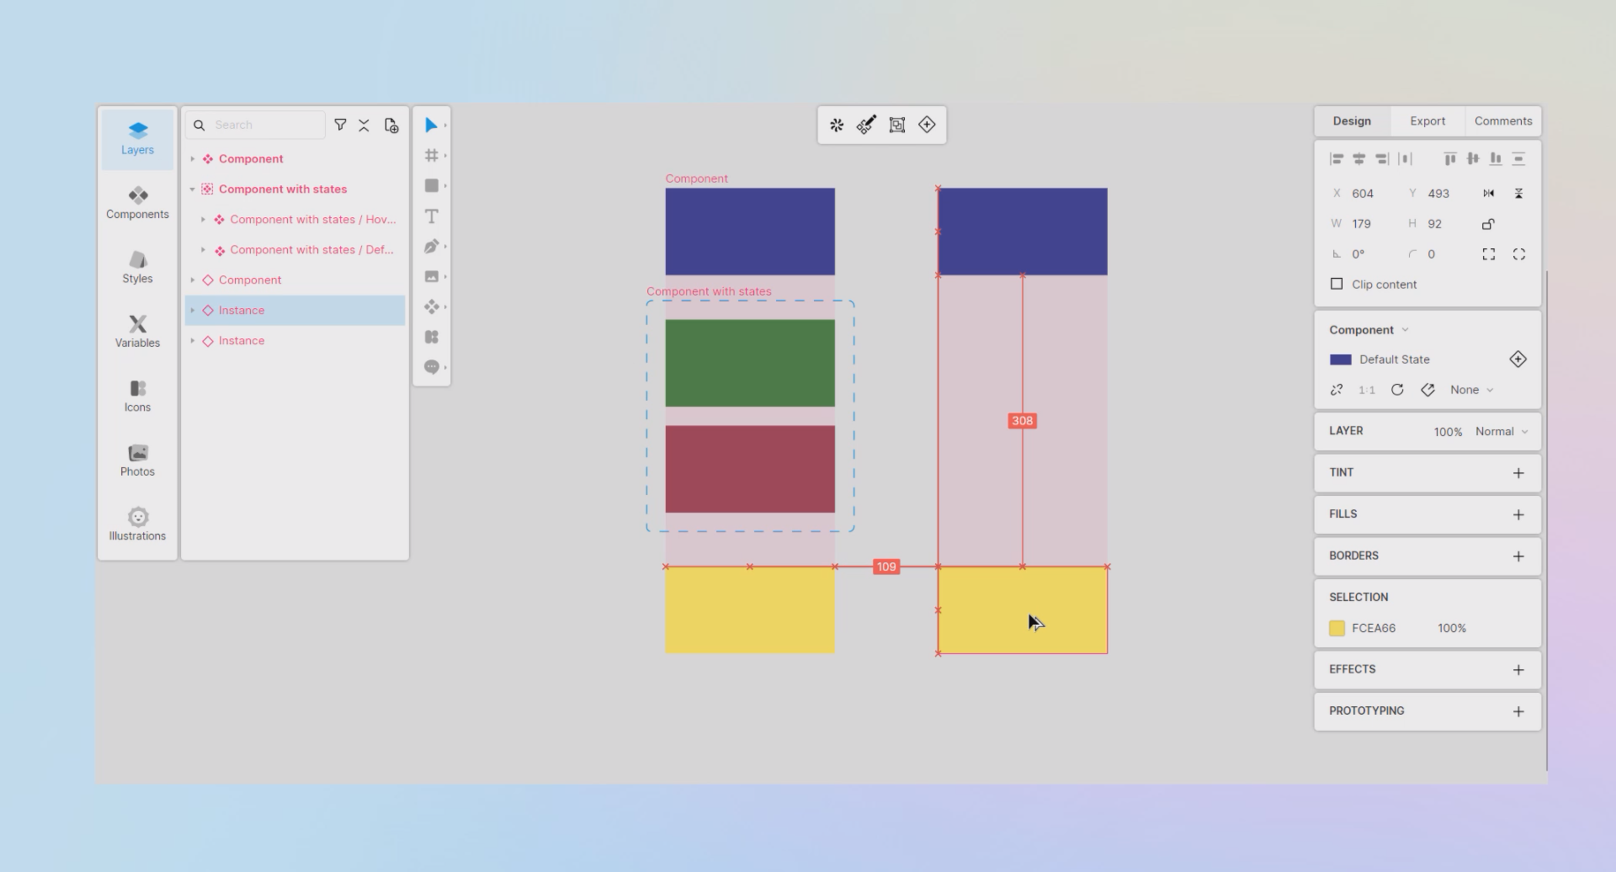 Layers
Components
Styles
Variables
Icons
Photos
Illustrations
Search
Component
Component with states
Component with states / Hov...
Component with states / Def...
Component
Instance
Instance
T
Component
Component with states
308
109
Design Export Comments
X 604 Y 493
W 179 H 92
0° 0
Clip content
Component
Default State
1:1 None
LAYER 100% Normal
TINT
FILLS
BORDERS
SELECTION
FCEA66 100%
EFFECTS
PROTOTYPING